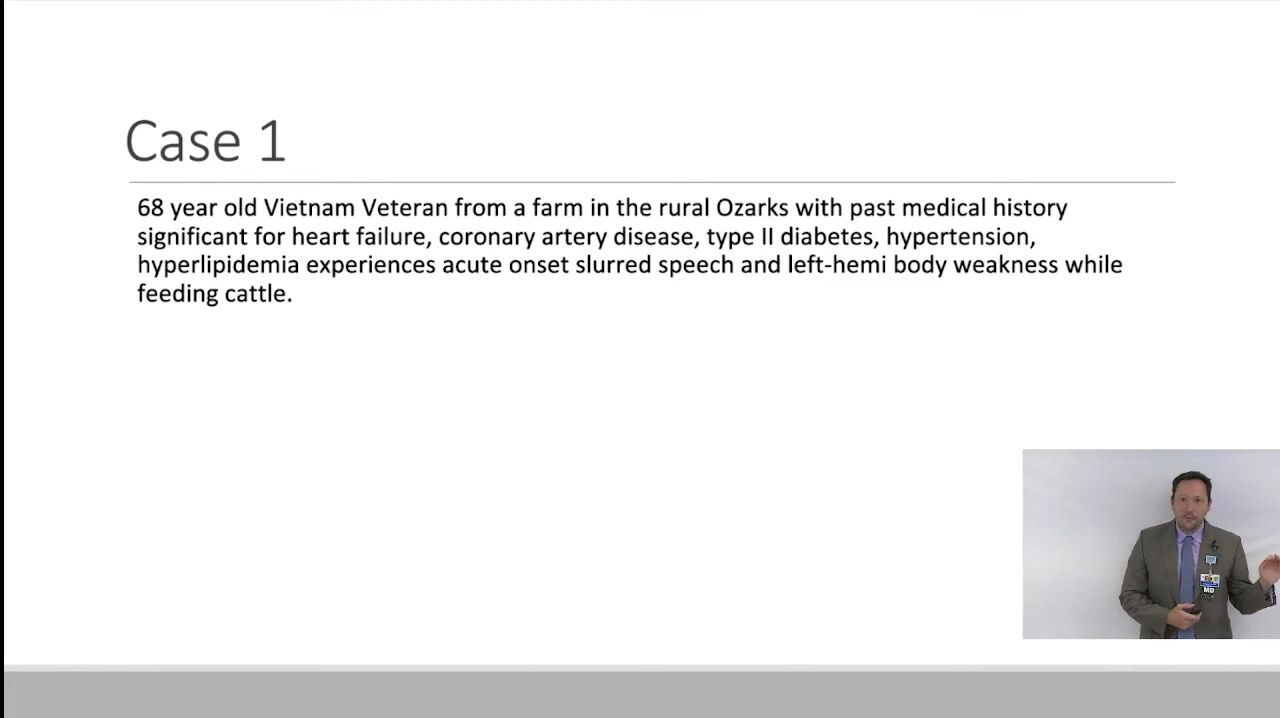 Case 1
68 year old Vietnam Veteran from a farm in the rural Ozarks with past medical history
significant for heart failure, coronary artery disease, type II diabetes, hypertension,
hyperlipidemia experiences acute onset slurred speech and left-hemi body weakness while
feeding cattle.
MD